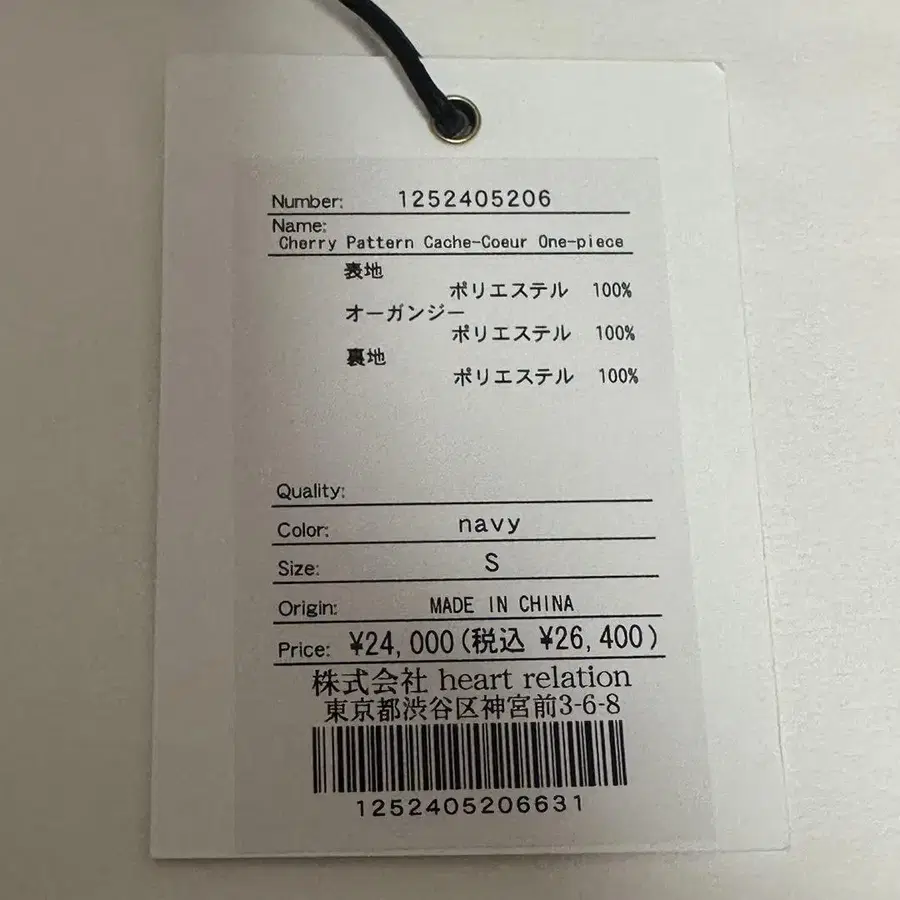 Number: 1252405206
Name:
Cherry Pattern Cache-Coeur One-piece
表地
ポリエステル 100%
オーガンジー
ポリエステル 100%
裏地
ポリエステル 100%
Quality:
Color: navy
Size: S
Origin: MADE IN CHINA
Price: ¥24,000(税込 ¥26,400)
株式会社 heart relation
東京都渋谷区神宮前3-6-8
1252405206631